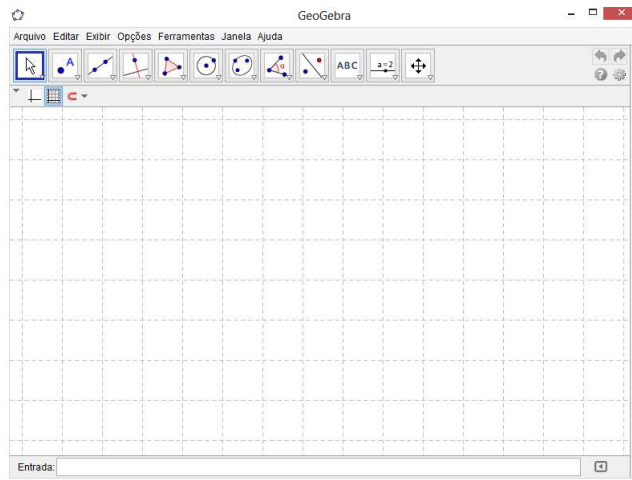 GeoGebra
Arquivo Editar Exibir Opções Ferramentas Janela Ajuda
A
α
ABC
a = 2
Entrada: